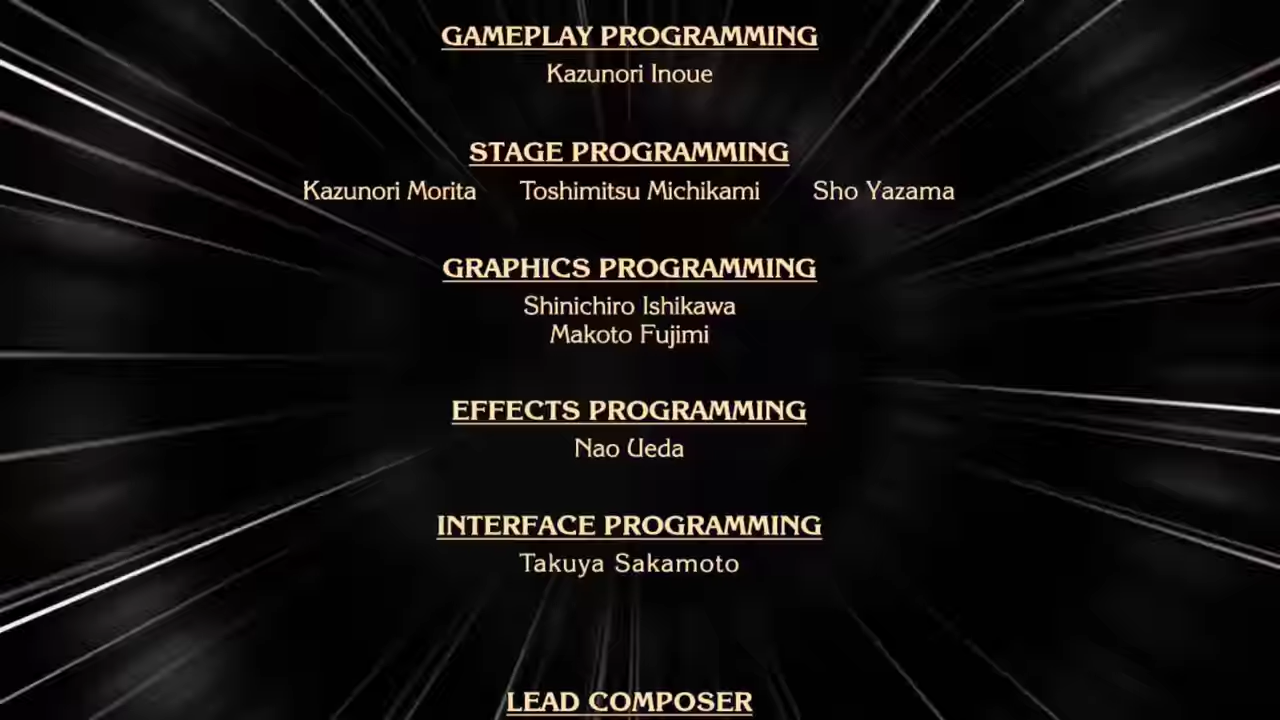 GAMEPLAY PROGRAMMING
Kazunori Inoue
STAGE PROGRAMMING
Kazunori Morita Toshimitsu Michikami Sho Yazama
GRAPHICS PROGRAMMING
Shinichiro Ishikawa
Makoto Fujimi
EFFECTS PROGRAMMING
Nao Ueda
INTERFACE PROGRAMMING
Takuya Sakamoto
LEAD COMPOSER